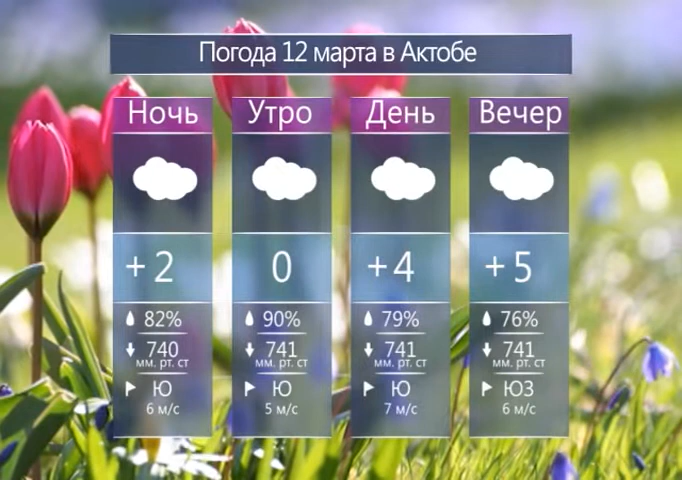 Погода 12 марта в Актобе
Ночь Утро День Вечер
+2 0 +4 +5
82% 90% 79% 76%
740 741 741 741
мм. рт. ст мм. рт. ст мм. рт. ст мм. рт. ст
Ю Ю Ю ЮЗ
6 м/с 5 м/с 7 м/с 6 м/с